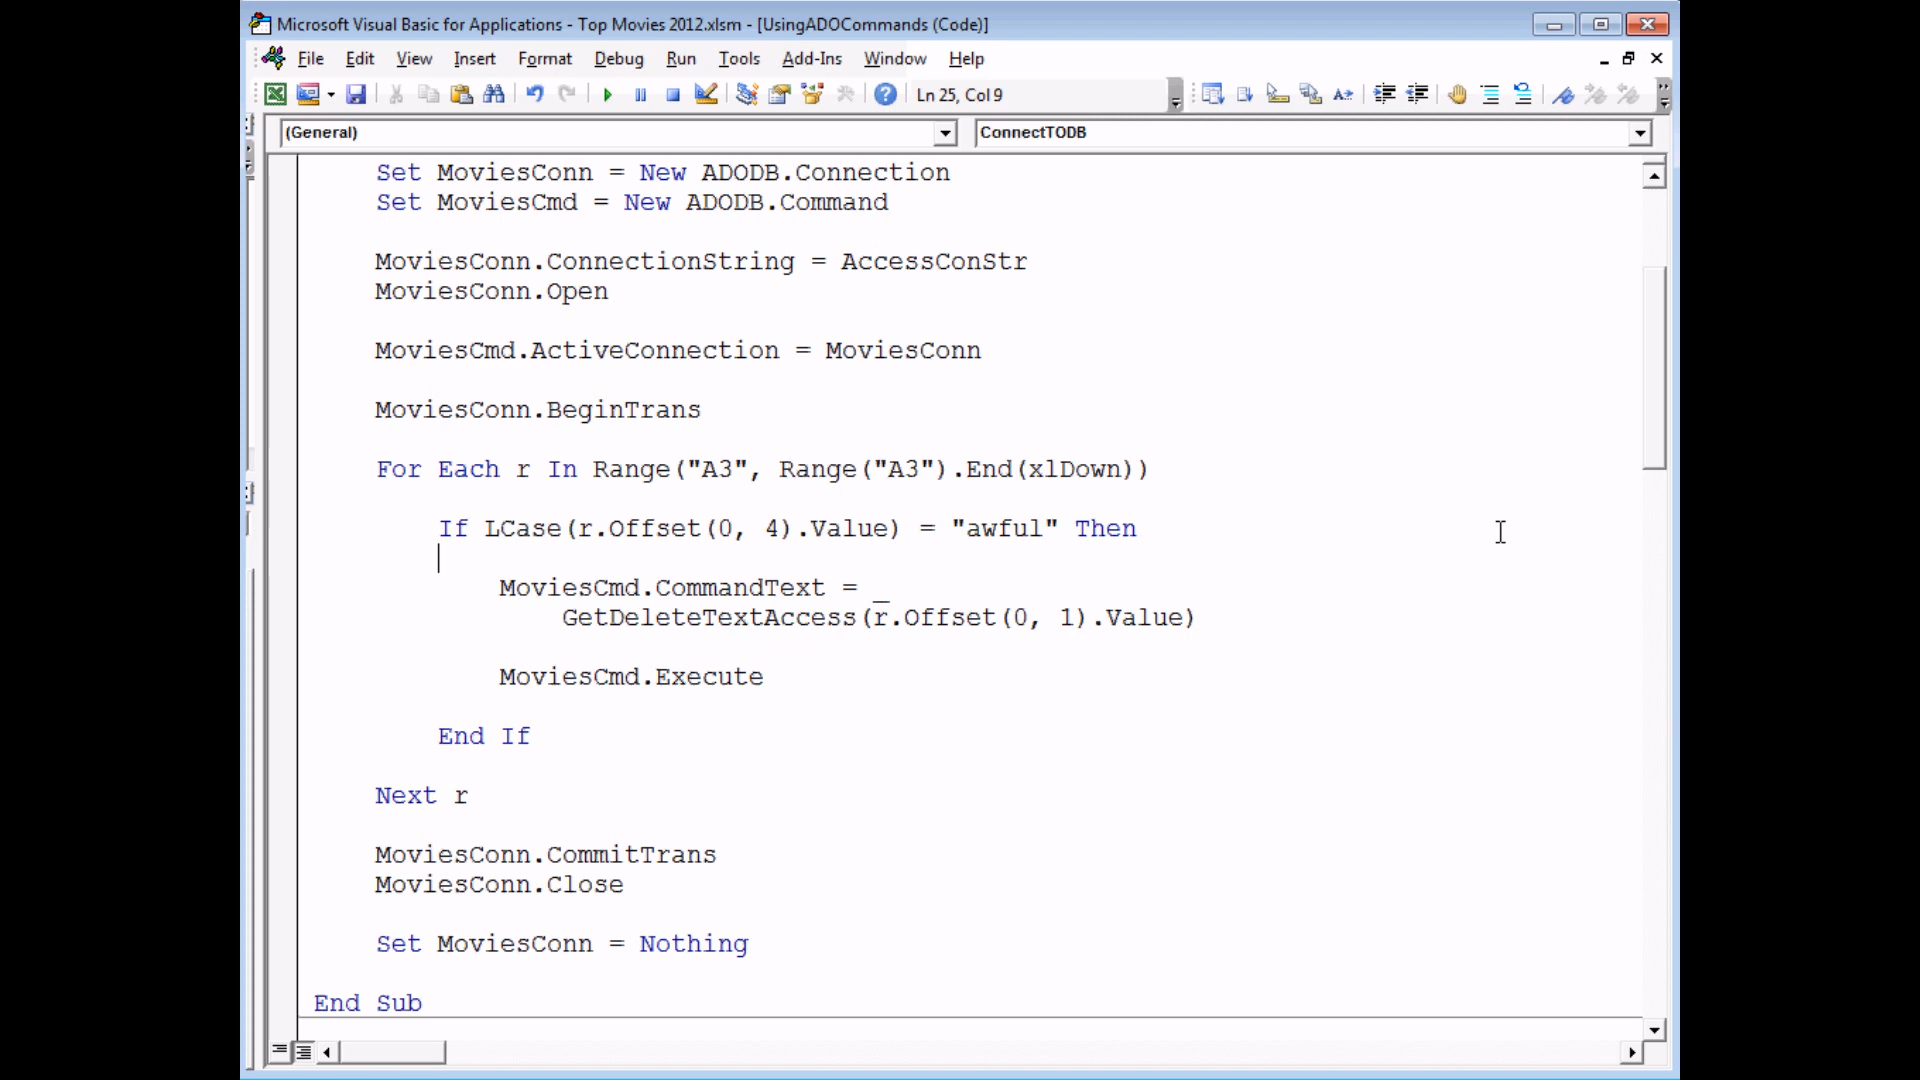 Microsoft Visual Basic for Applications - Top Movies 2012.xlsm - [UsingADOCommands (Code)]
File Edit View Insert Format Debug Run Tools Add-Ins Window Help
Ln 25, Col 9
(General) ConnectTODB
Set MoviesConn = New ADODB.Connection
Set MoviesCmd = New ADODB.Command
MoviesConn.ConnectionString = AccessConStr
MoviesConn.Open
MoviesCmd.ActiveConnection = MoviesConn
MoviesConn.BeginTrans
For Each r In Range("A3", Range("A3").End(xlDown))
If LCase(r.Offset(0, 4).Value) = "awful" Then
MoviesCmd.CommandText = _
GetDeleteTextAccess(r.Offset(0, 1).Value)
MoviesCmd.Execute
End If
Next r
MoviesConn.CommitTrans
MoviesConn.Close
Set MoviesConn = Nothing
End Sub